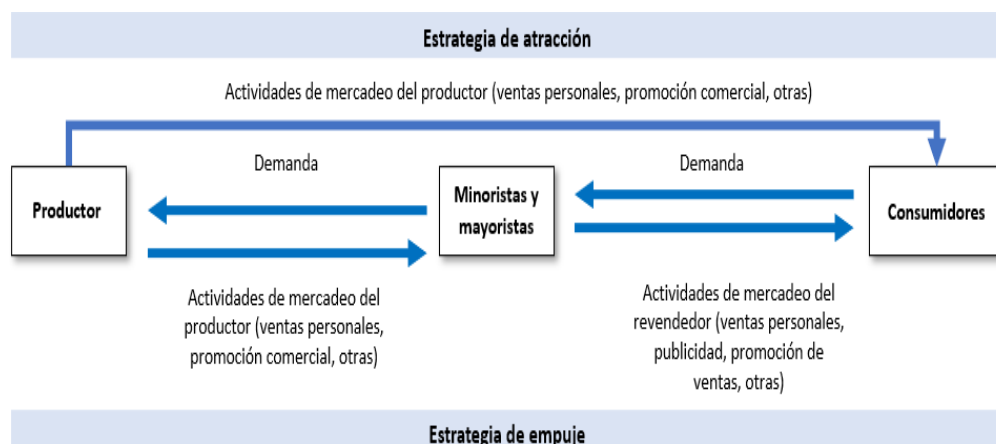 Estrategia de atracción
Actividades de mercadeo del productor (ventas personales, promoción comercial, otras)
Demanda
Demanda
Productor
Minoristas y
mayoristas
Consumidores
Actividades de mercadeo del
productor (ventas personales,
promoción comercial, otras)
Actividades de mercadeo del
revendedor (ventas personales,
publicidad, promoción de
ventas, otras)
Estrategia de empuje